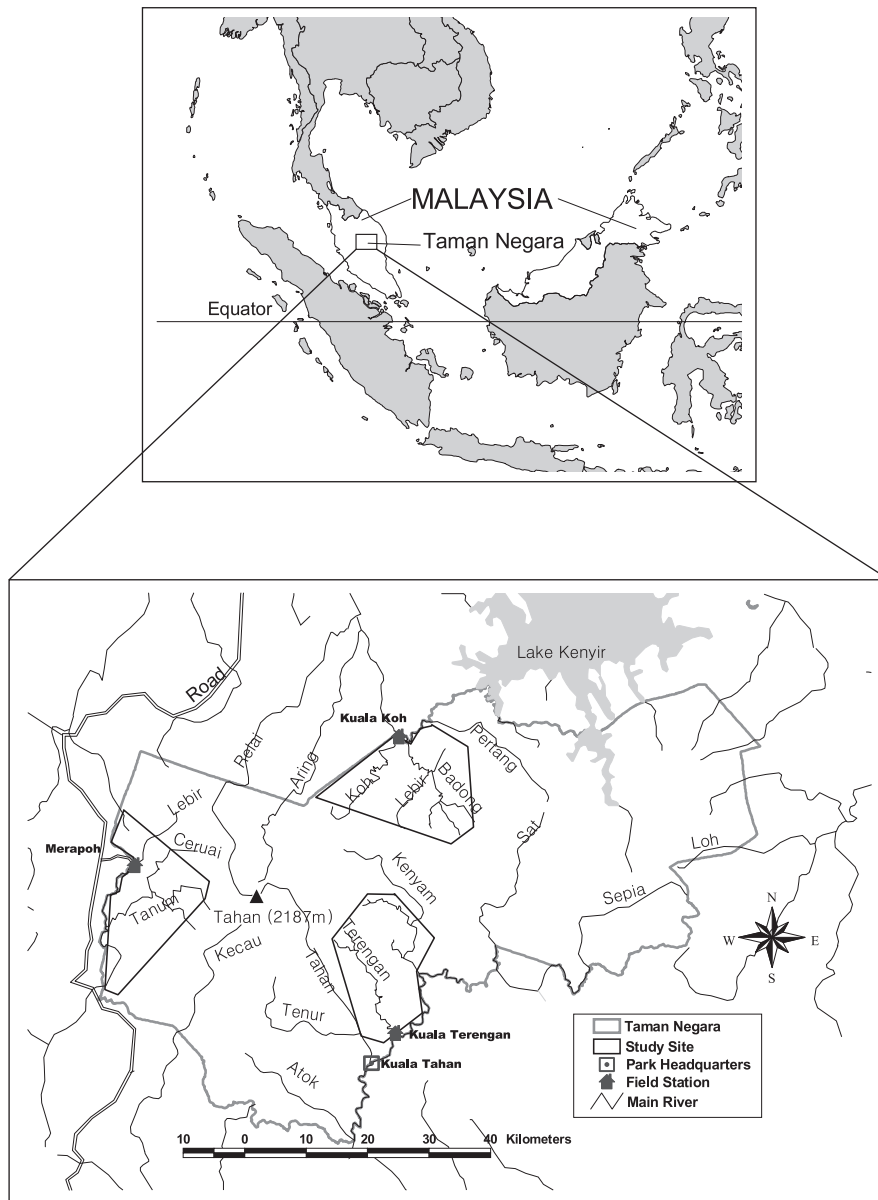 MALAYSIA
Taman Negara
Equator
Lake Kenyir
Road
Kuala Koh
Relai
Aring
Perlang
Koh
Lebir
Badong
Lebir
Ceruai
Merapoh
Sat
Loh
Kenyam
Sepia
Tanum
Tahan (2187m)
Terengan
Kecau
Tahan
N
W
E
S
Tenur
Kuala Terengan
Kuala Tahan
Atok
Taman Negara
Study Site
Park Headquarters
Field Station
Main River
10 0 10 20 30 40 Kilometers